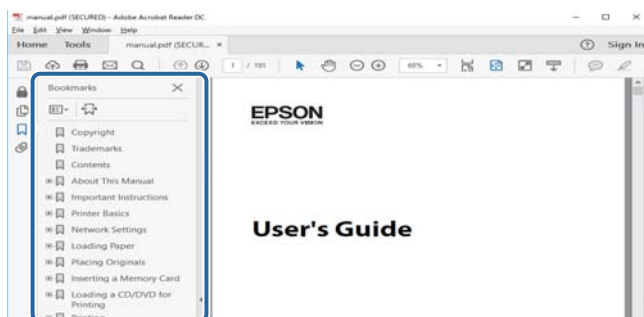 manual.pdf (SECURED) - Adobe Acrobat Reader DC
File Edit View Window Help
Home Tools manual.pdf (SECUR... × Sign In
1 / 191 68%
Bookmarks
Copyright
Trademarks
Contents
About This Manual
Important Instructions
Printer Basics
Network Settings
Loading Paper
Placing Originals
Inserting a Memory Card
Loading a CD/DVD for
Printing
Printing
EPSON
EXCEED YOUR VISION
User's Guide